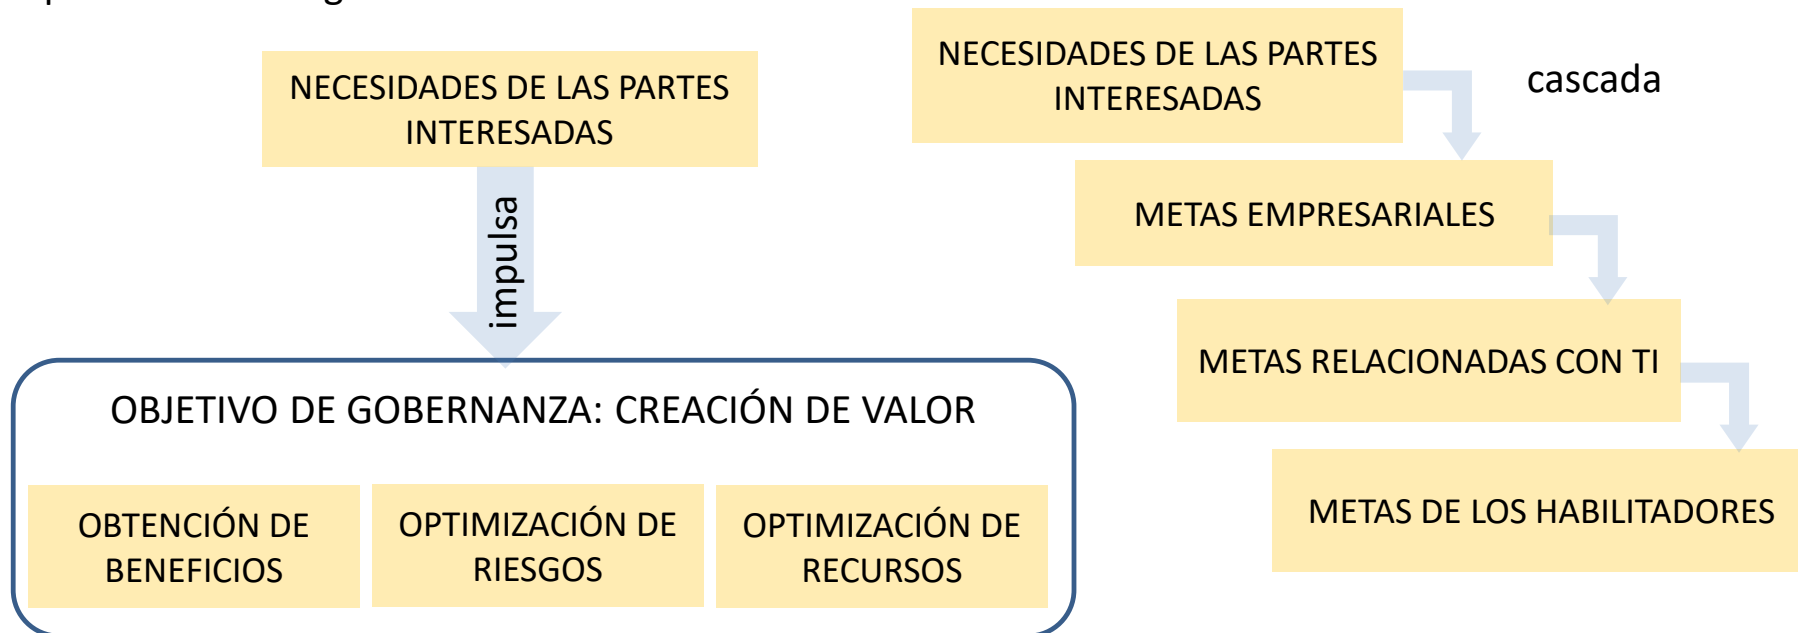 NECESIDADES DE LAS PARTES
INTERESADAS
impulsa
OBJETIVO DE GOBERNANZA: CREACIÓN DE VALOR
OBTENCIÓN DE
BENEFICIOS
OPTIMIZACIÓN DE
RIESGOS
OPTIMIZACIÓN DE
RECURSOS
NECESIDADES DE LAS PARTES
INTERESADAS
cascada
METAS EMPRESARIALES
METAS RELACIONADAS CON TI
METAS DE LOS HABILITADORES